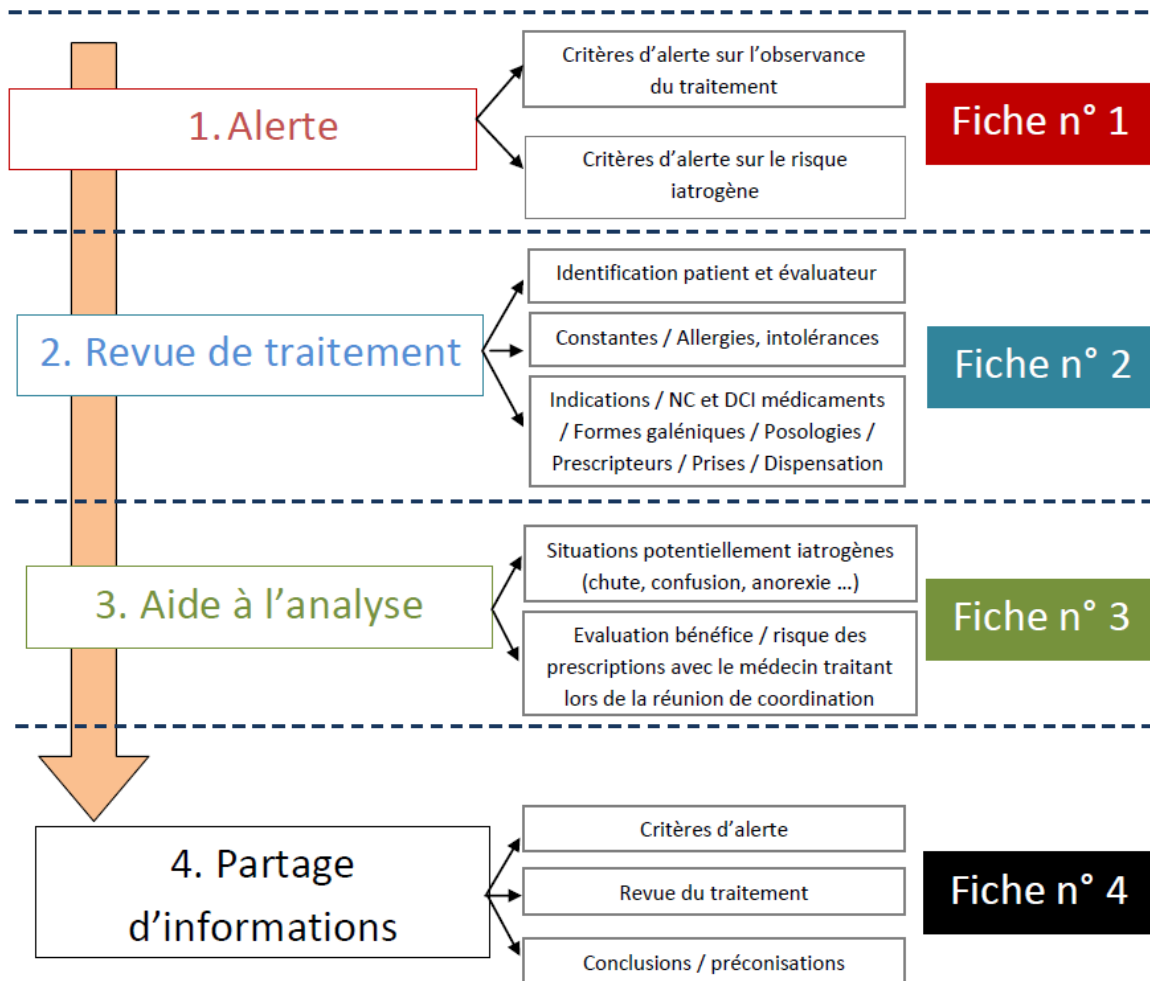 1. Alerte
Critères d'alerte sur l'observance
du traitement
Critères d'alerte sur le risque
iatrogène
Fiche n° 1
2. Revue de traitement
Identification patient et évaluateur
Constantes / Allergies, intolérances
Indications / NC et DCI médicaments
/ Formes galéniques / Posologies /
Prescripteurs / Prises / Dispensation
Fiche n° 2
3. Aide à l'analyse
Situations potentiellement iatrogènes
(chute, confusion, anorexie ...)
Evaluation bénéfice / risque des
prescriptions avec le médecin traitant
lors de la réunion de coordination
Fiche n° 3
4. Partage
d'informations
Critères d'alerte
Revue du traitement
Conclusions / préconisations
Fiche n° 4